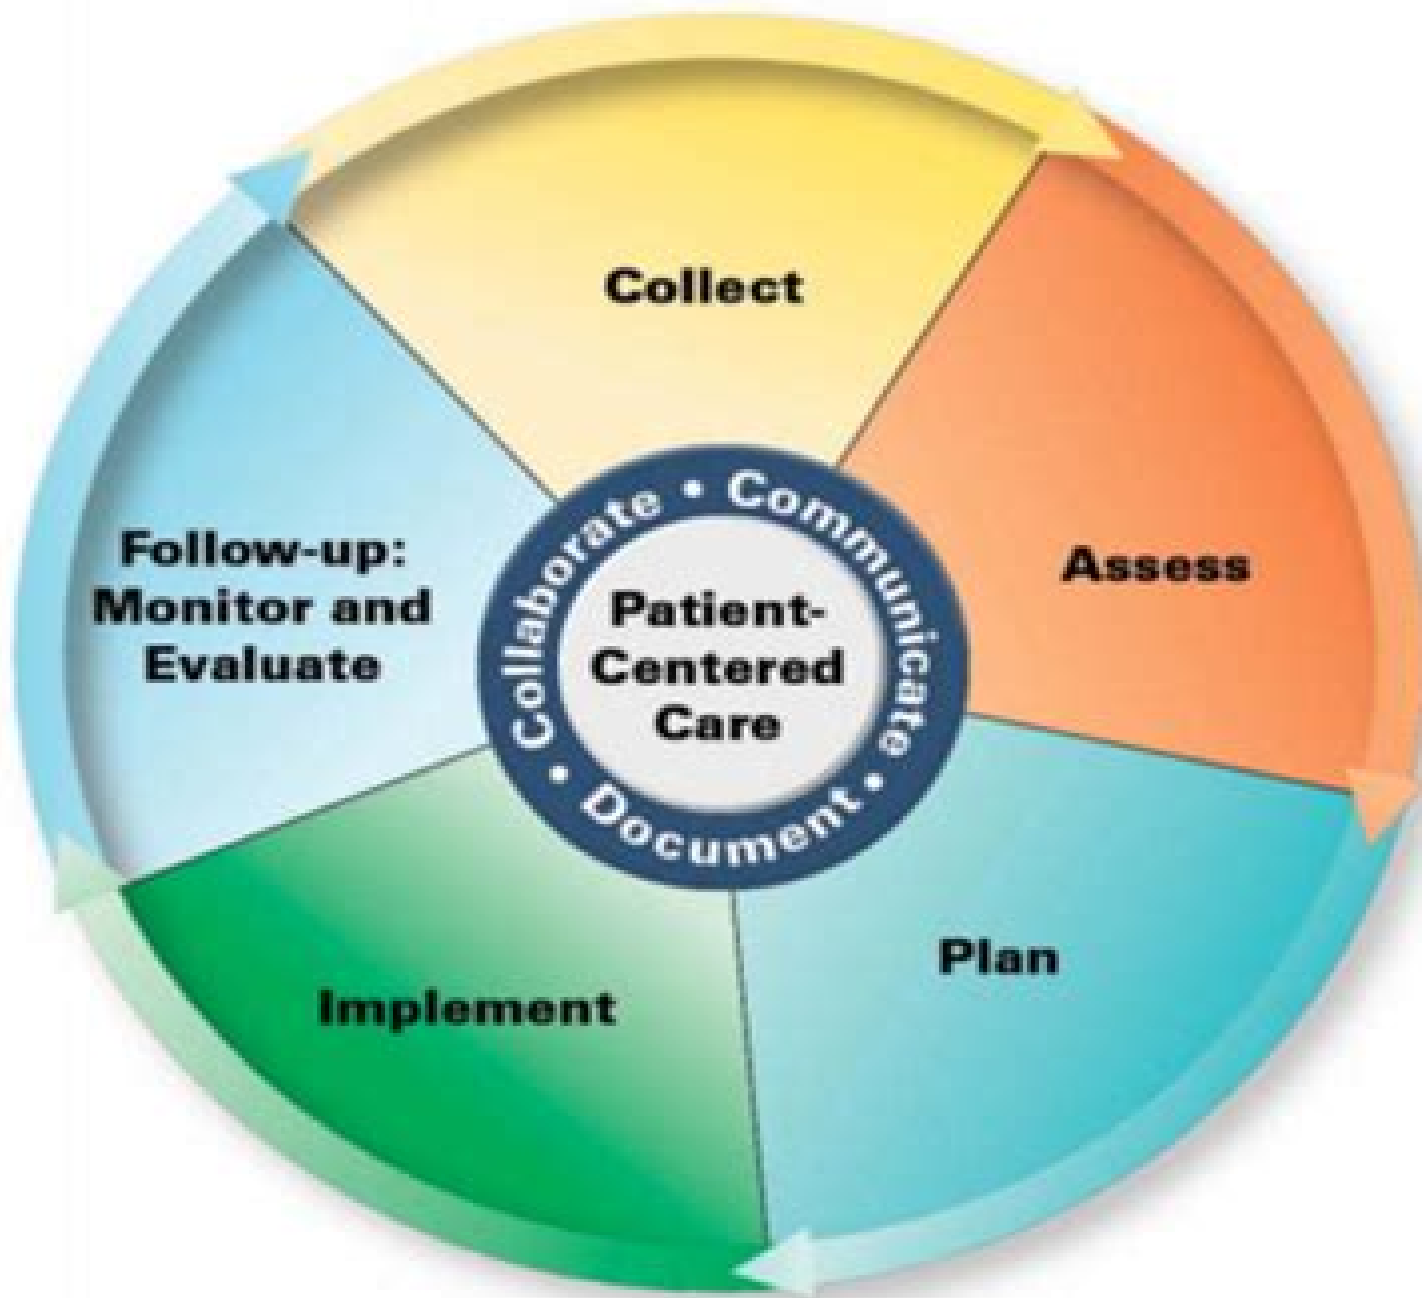 Collect
Assess
Plan
Implement
Follow-up:
Monitor and
Evaluate
Collaborate • Communicate • Document •
Patient-
Centered
Care